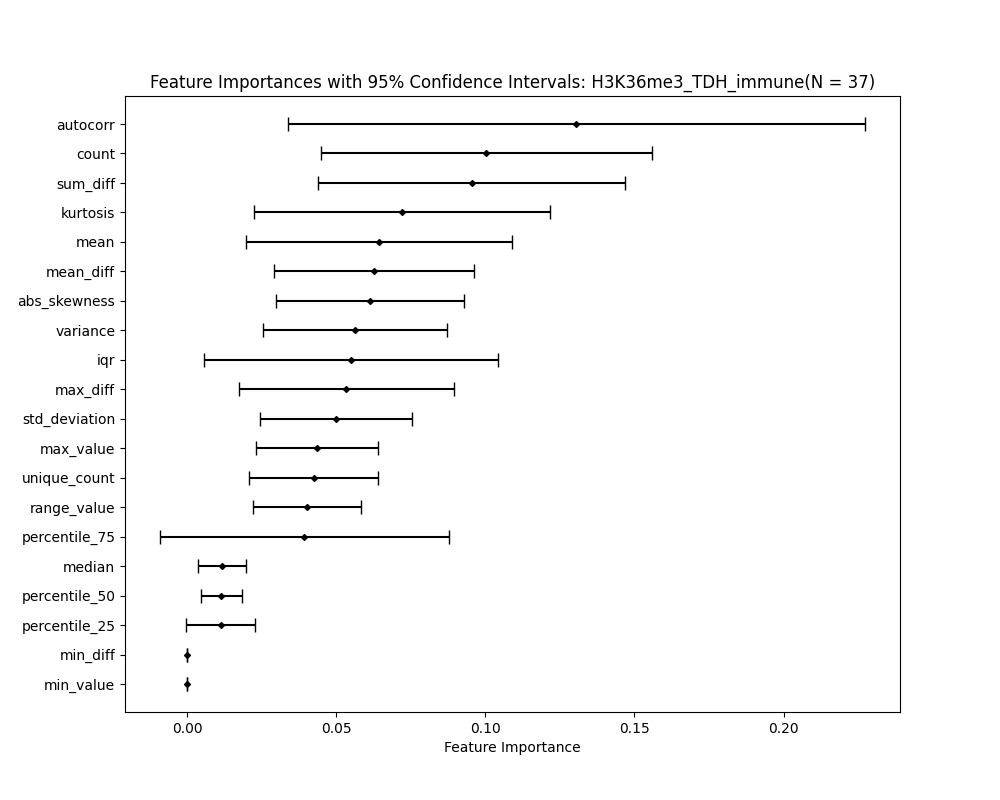 Feature Importances with 95% Confidence Intervals: H3K36me3_TDH_immune(N = 37)
autocorr
count
sum_diff
kurtosis
mean
mean_diff
abs_skewness
variance
iqr
max_diff
std_deviation
max_value
unique_count
range_value
percentile_75
median
percentile_50
percentile_25
min_diff
min_value
0.00 0.05 0.10 0.15 0.20
Feature Importance